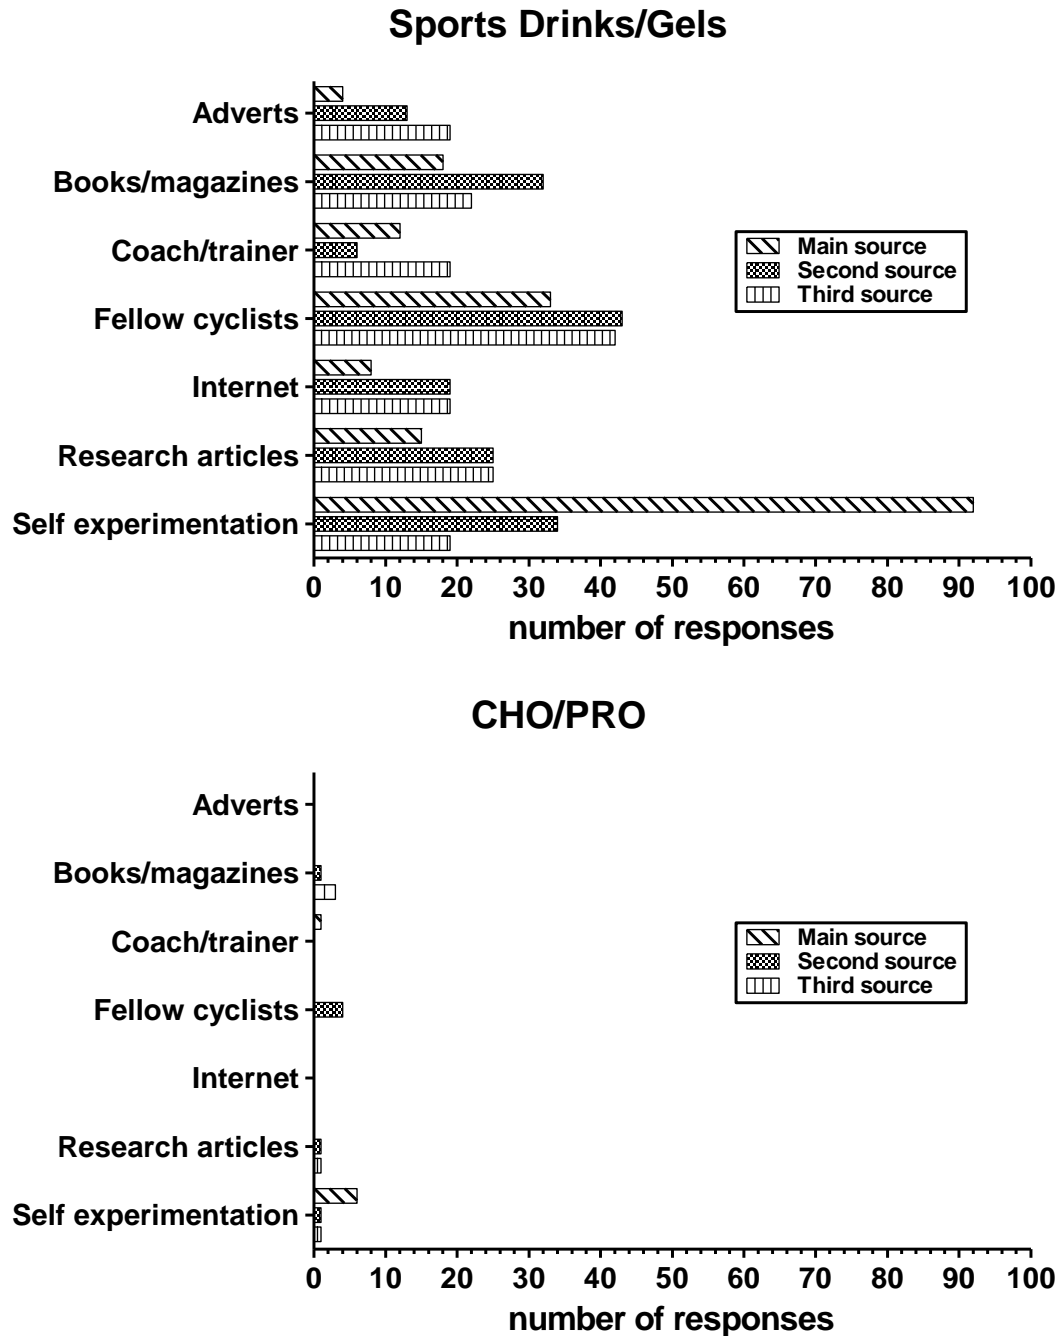 Sports Drinks/Gels
Adverts
Books/magazines
Coach/trainer
Fellow cyclists
Internet
Research articles
Self experimentation
Main source
Second source
Third source
0 10 20 30 40 50 60 70 80 90 100
number of responses
CHO/PRO
Adverts
Books/magazines
Coach/trainer
Fellow cyclists
Internet
Research articles
Self experimentation
Main source
Second source
Third source
0 10 20 30 40 50 60 70 80 90 100
number of responses